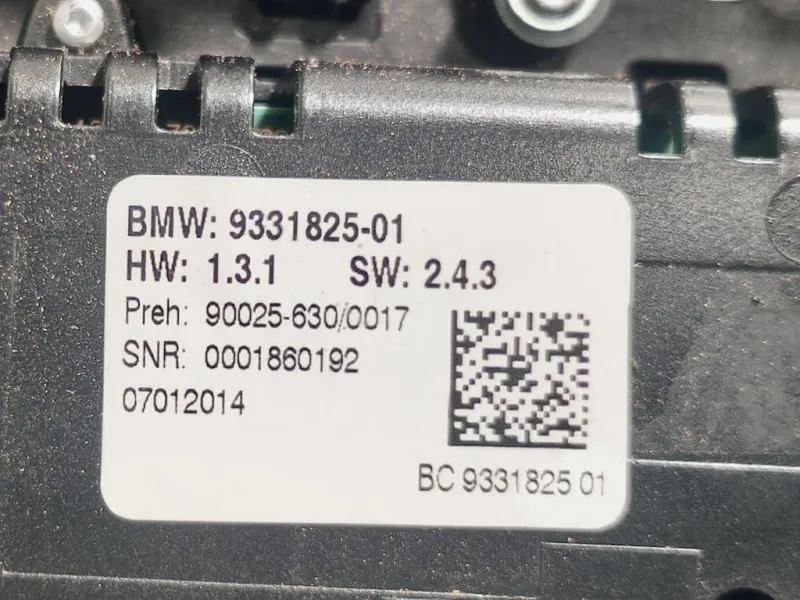 BMW: 9331825-01
HW: 1.3.1 SW: 2.4.3
Preh: 90025-630/0017
SNR: 0001860192
07012014
BC 9331825 01